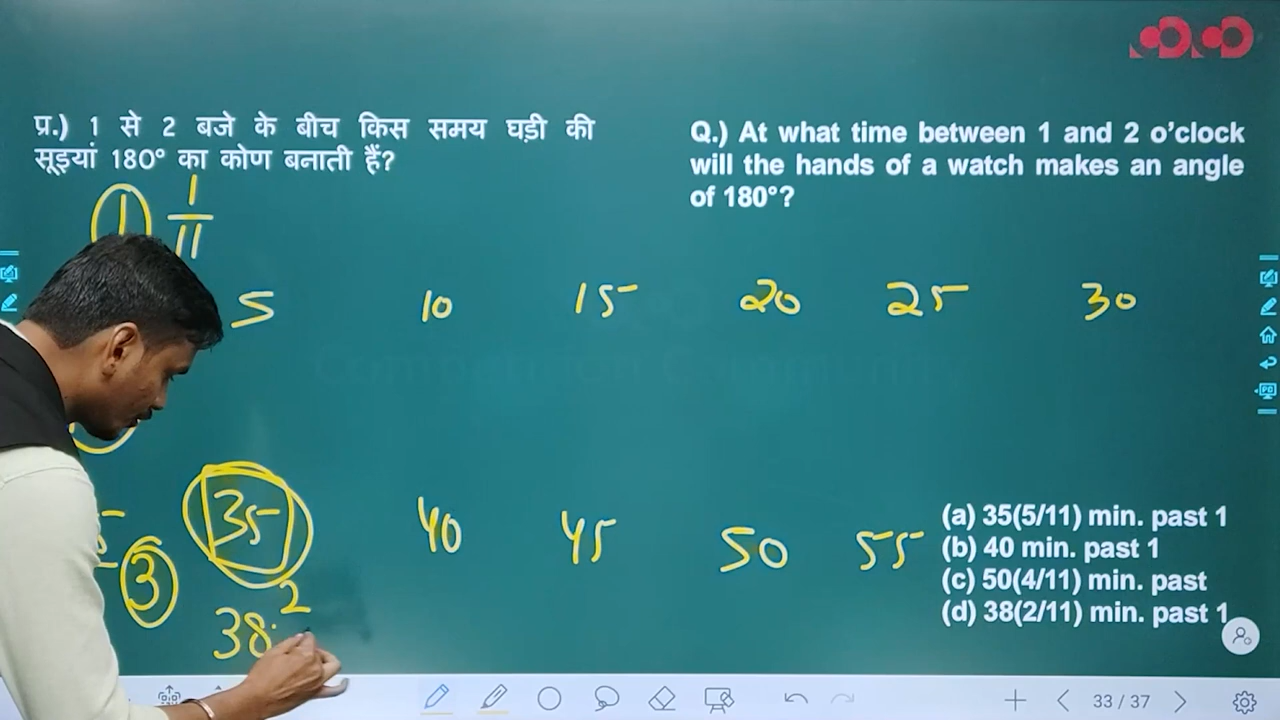 प्र.) 1 से 2 बजे के बीच किस समय घड़ी की
सूइयां 180° का कोण बनाती हैं?
Q.) At what time between 1 and 2 o’clock
will the hands of a watch makes an angle
of 180°?
1 1/11
5 10 15 20 25 30
35 40 45 50 55
3
38 2
(a) 35(5/11) min. past 1
(b) 40 min. past 1
(c) 50(4/11) min. past
(d) 38(2/11) min. past 1
33 / 37